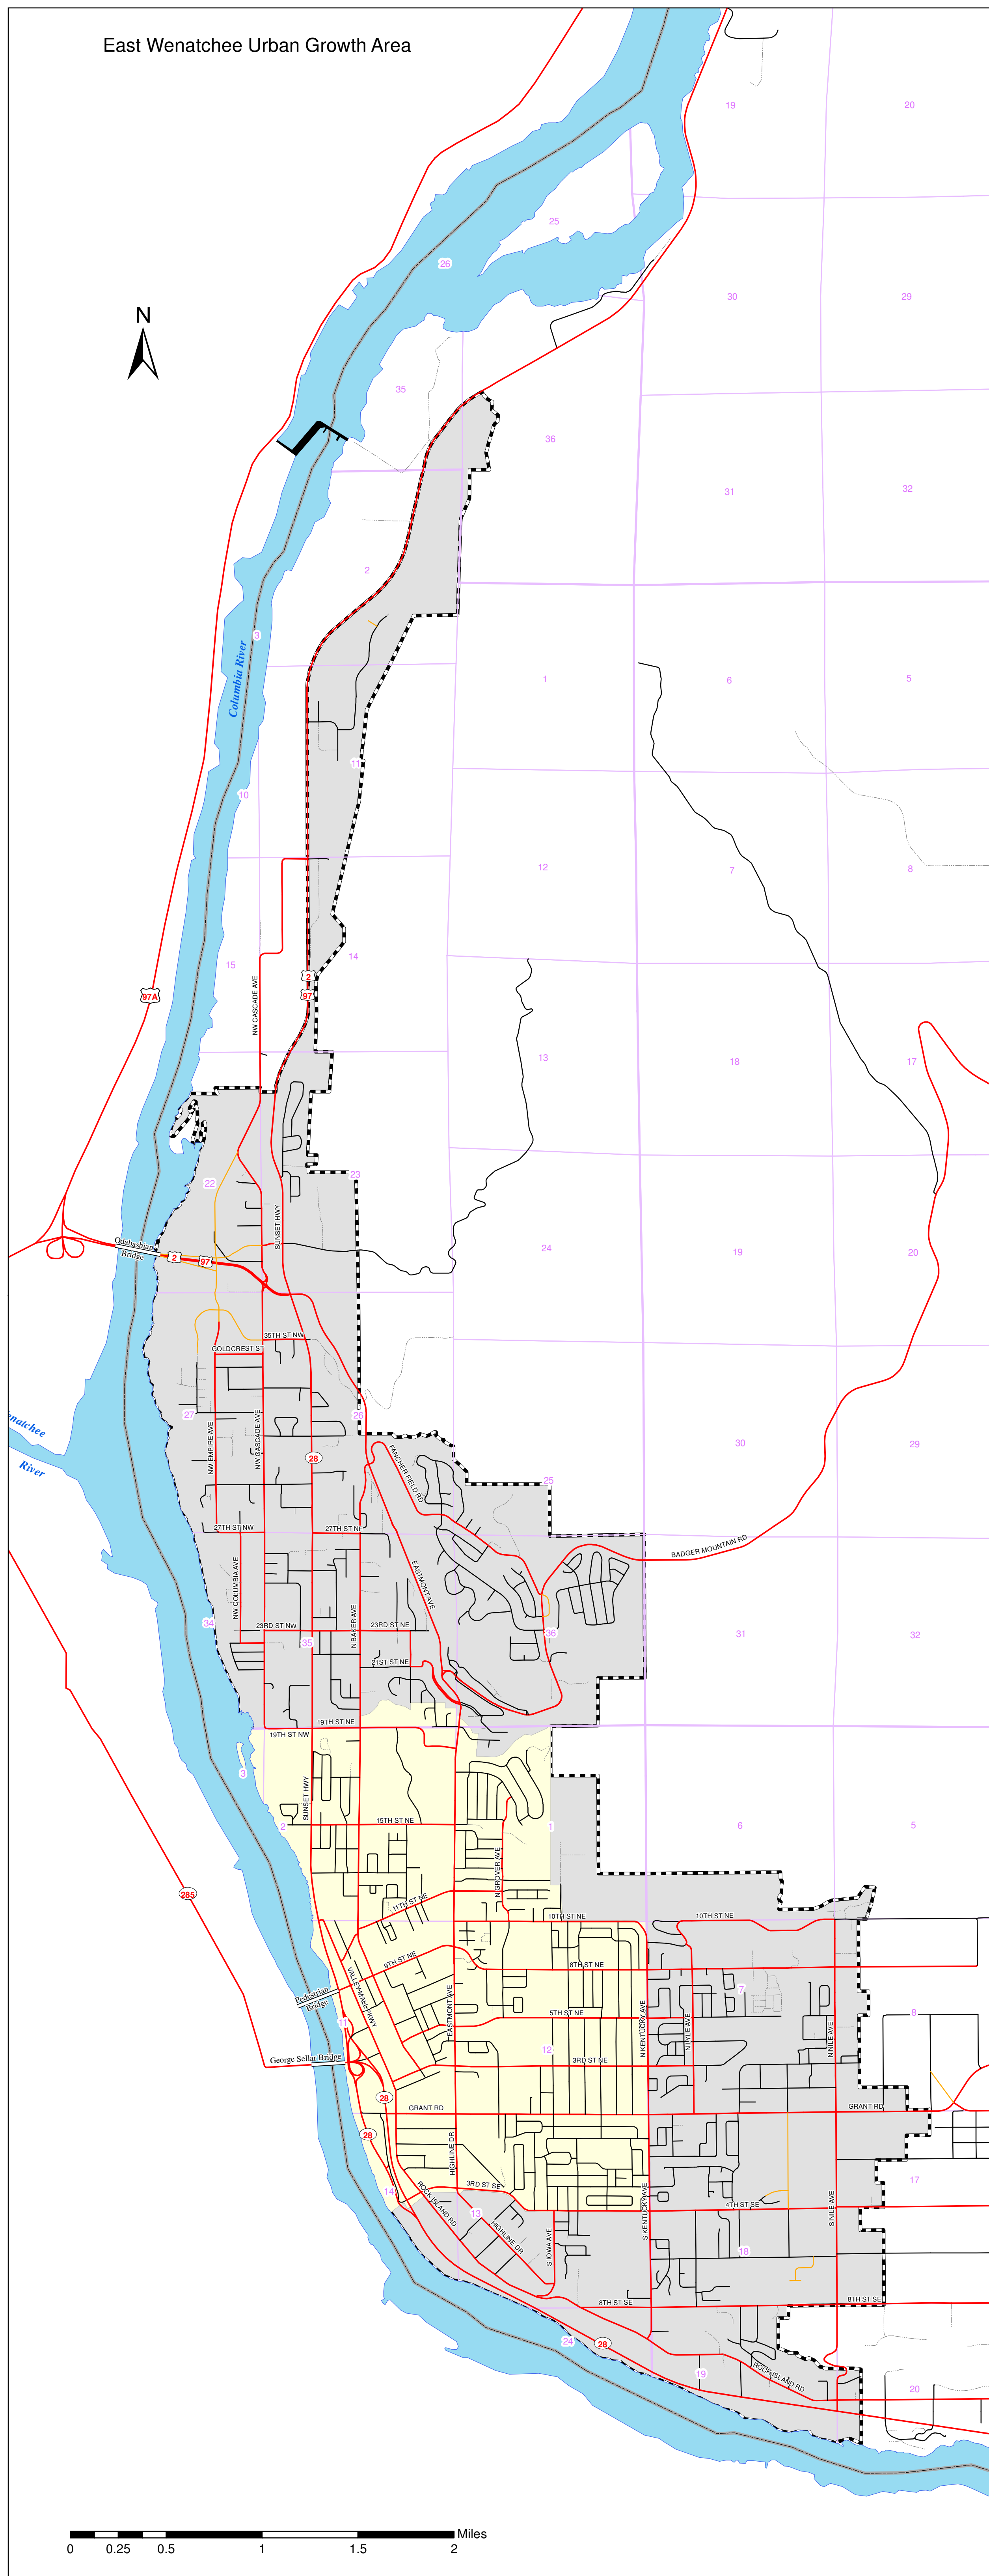 East Wenatchee Urban Growth Area
19
20
25
26
N
30
29
35
36
31
32
2
3
Columbia River
1
6
5
11
10
12
7
8
14
15
2
97
97A
NW CASCADE AVE
13
18
17
23
22
SUNSET HWY
Odabashian
Bridge
2
97
24
19
20
35TH ST NW
GOLDCREST ST
27
26
natchee
River
NW EMPIRE AVE
NW CASCADE AVE
28
FANCHER FIELD RD
30
29
25
27TH ST NW
27TH ST NE
BADGER MOUNTAIN RD
NW COLUMBIA AVE
EASTMONT AVE
34
23RD ST NW
N BAKER AVE
23RD ST NE
35
36
31
32
21ST ST NE
19TH ST NE
19TH ST NW
3
SUNSET HWY
15TH ST NE
2
1
6
5
N GROVER AVE
285
11TH ST NE
10TH ST NE
10TH ST NE
9TH ST NE
8TH ST NE
VALLEY MALL HWY
Pedestrian
Bridge
7
EASTMONT AVE
5TH ST NE
N KENTUCKY AVE
N LYLE AVE
N NILE AVE
8
11
12
George Sellar Bridge
3RD ST NE
28
GRANT RD
GRANT RD
28
HIGHLINE DR
3RD ST SE
17
14
ROCK ISLAND RD
13
HIGHLINE DR
S IOWA AVE
S KENTUCKY AVE
4TH ST SE
S NILE AVE
18
8TH ST SE
8TH ST SE
24
28
19
ROCK ISLAND RD
20
Miles
0 0.25 0.5 1 1.5 2